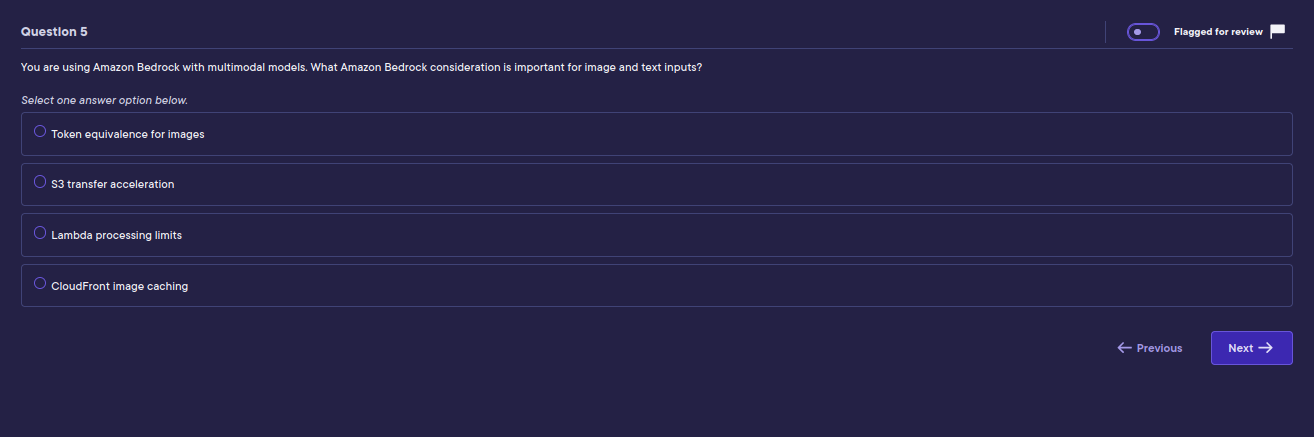 Question 5
Flagged for review
You are using Amazon Bedrock with multimodal models. What Amazon Bedrock consideration is important for image and text inputs?
Select one answer option below.
Token equivalence for images
S3 transfer acceleration
Lambda processing limits
CloudFront image caching
Previous
Next